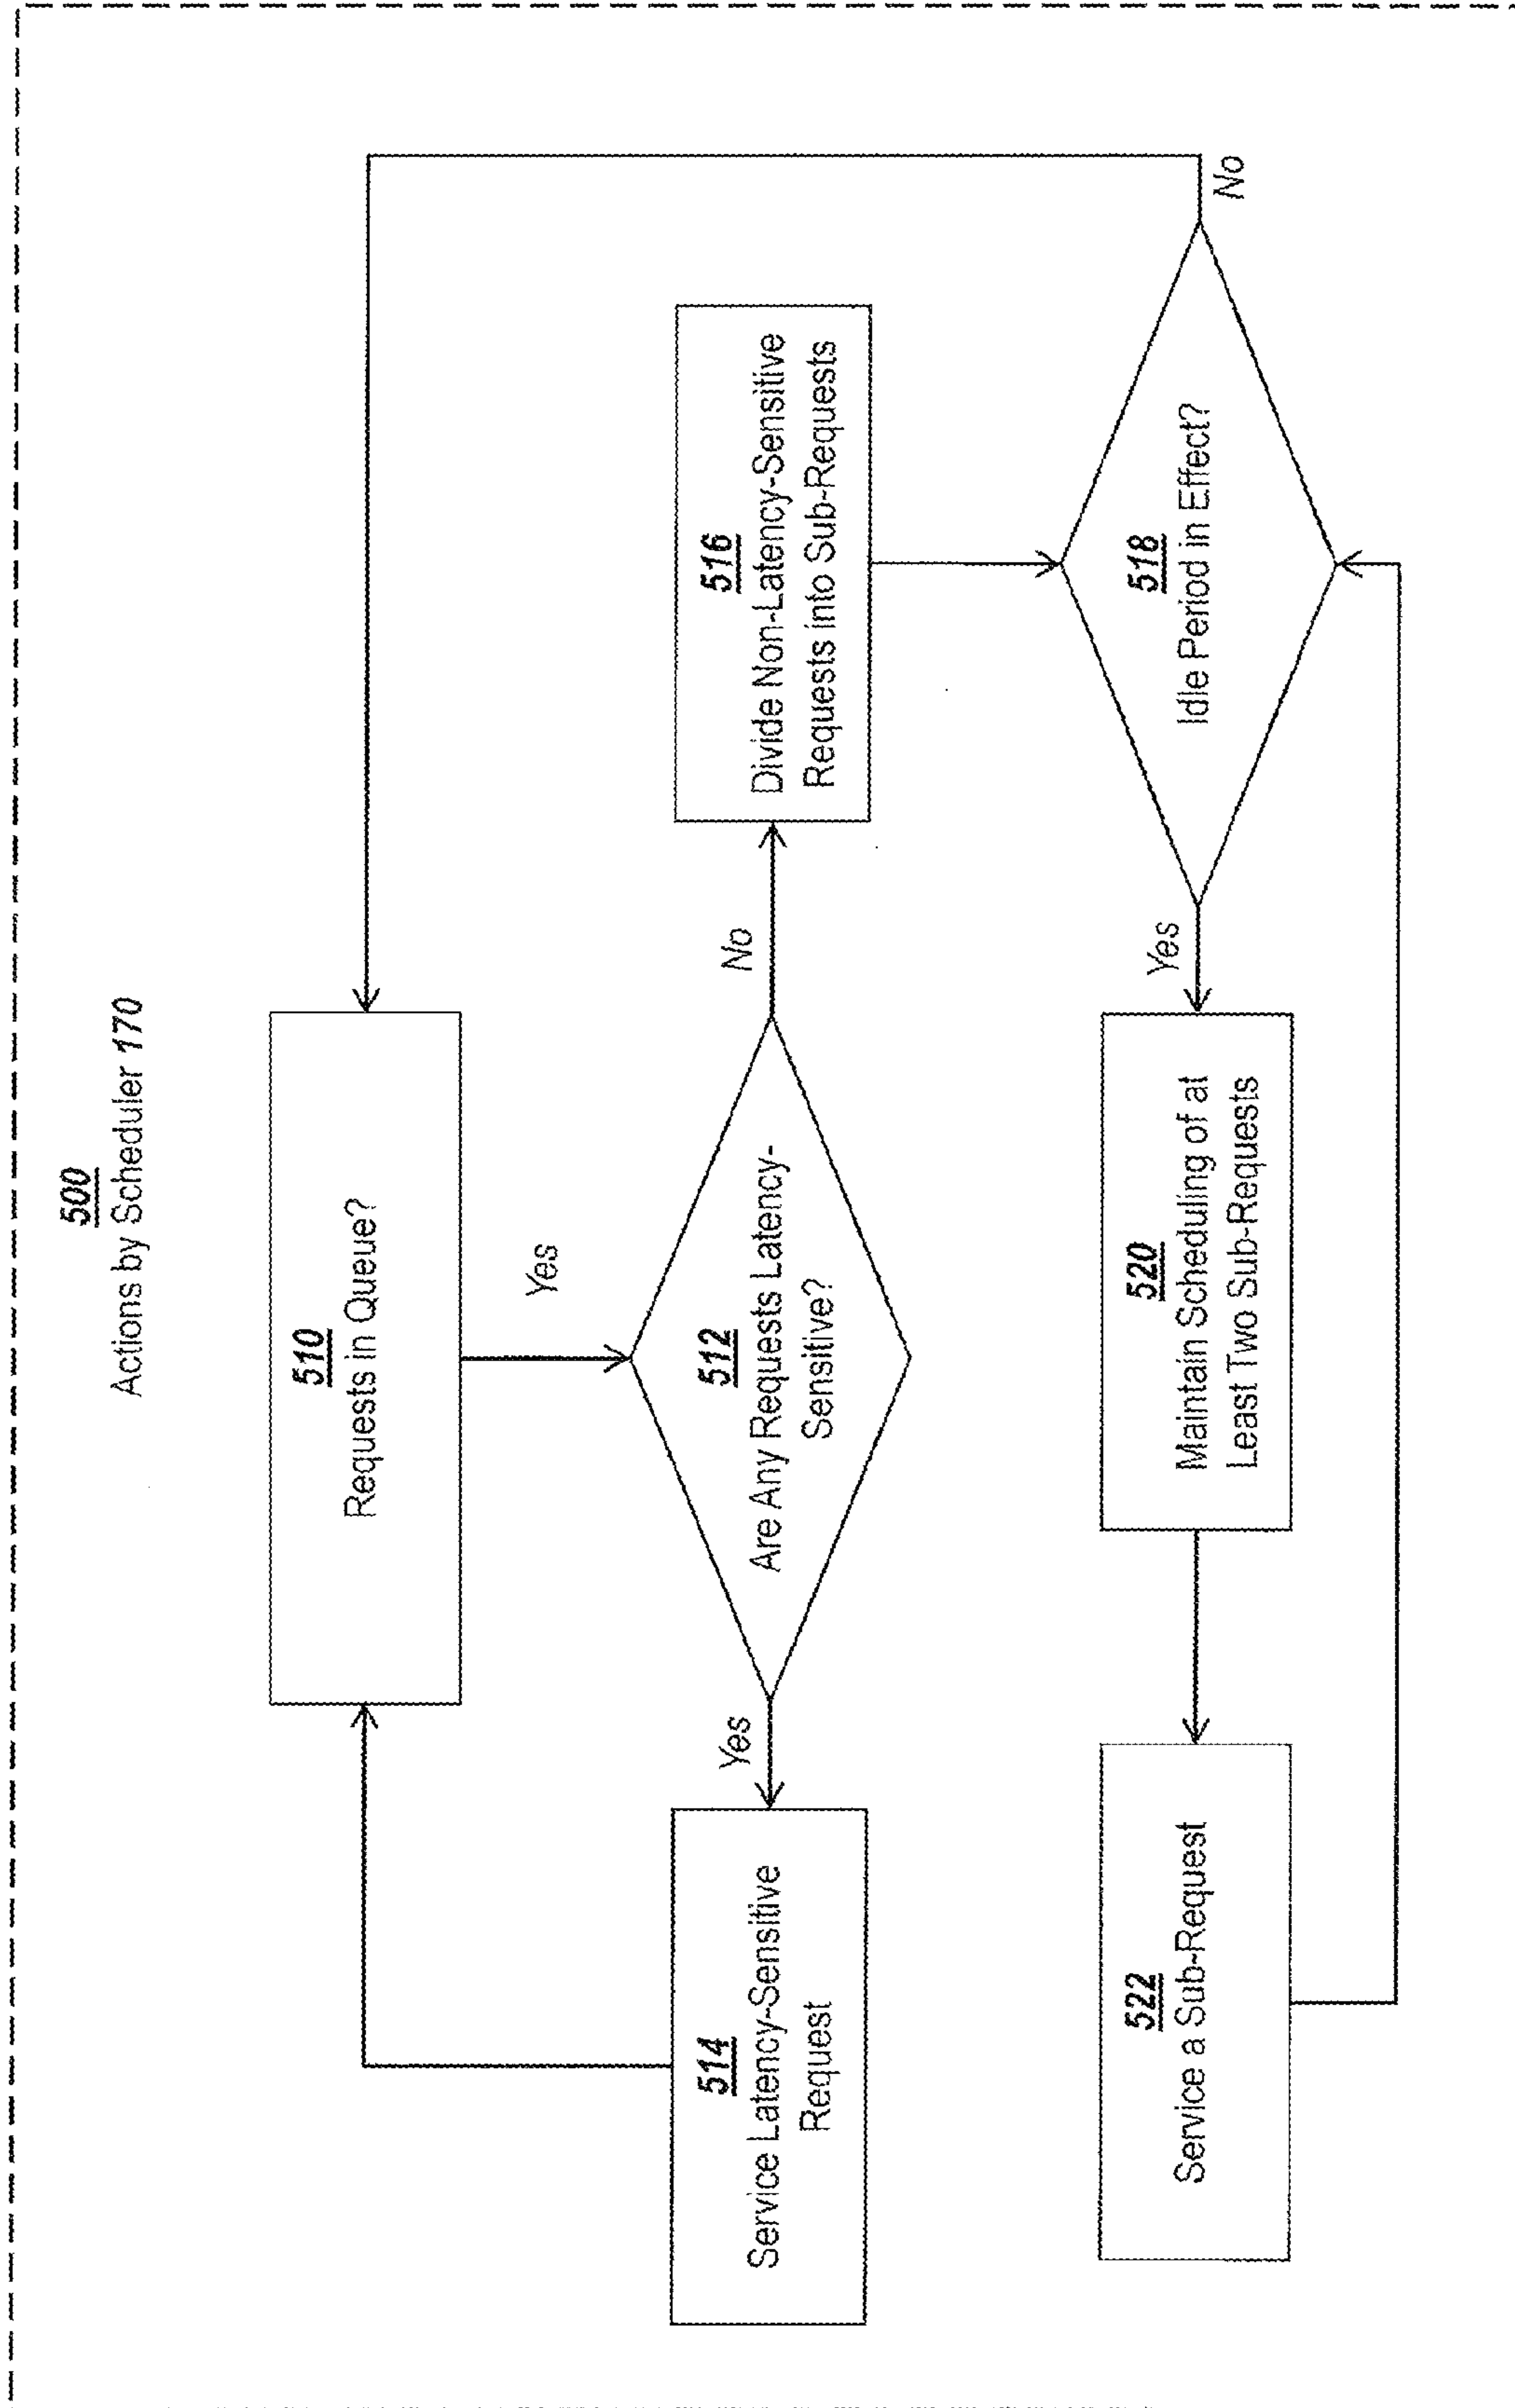 500
Actions by Scheduler 170
510
Requests in Queue?
Yes
512
Are Any Requests Latency-
Sensitive?
Yes
No
514
Service Latency-Sensitive
Request
516
Divide Non-Latency-Sensitive
Requests into Sub-Requests
518
Idle Period in Effect?
Yes
No
520
Maintain Scheduling of at
Least Two Sub-Requests
522
Service a Sub-Request